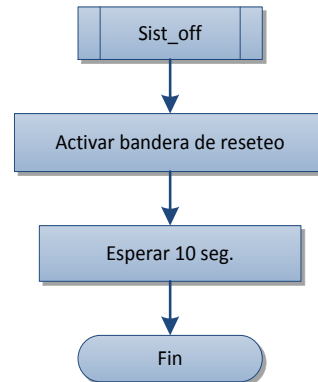 Sist_off
Activar bandera de reseteo
Esperar 10 seg.
Fin